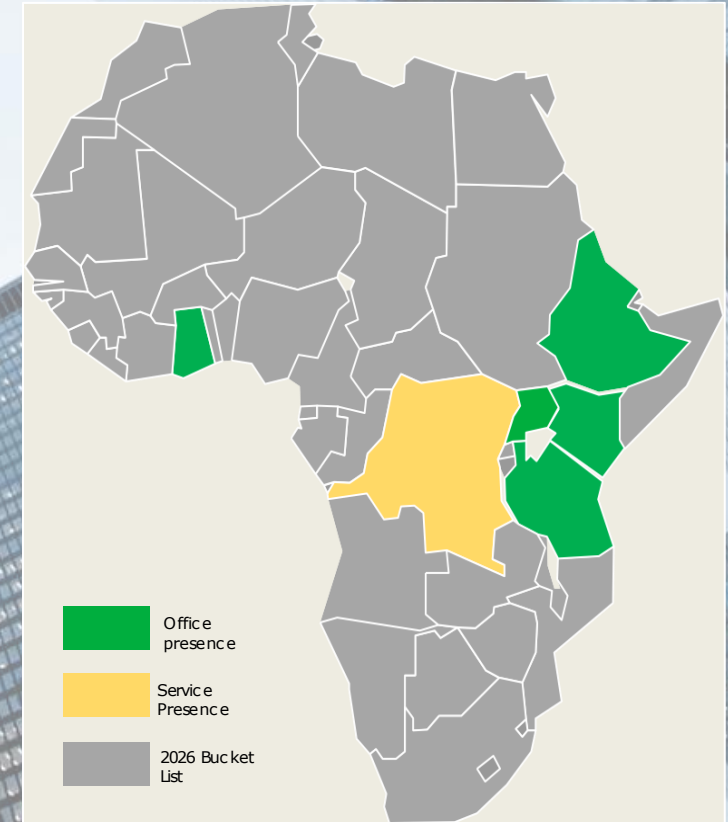 Office
presence
Service
Presence
2026 Bucket
List